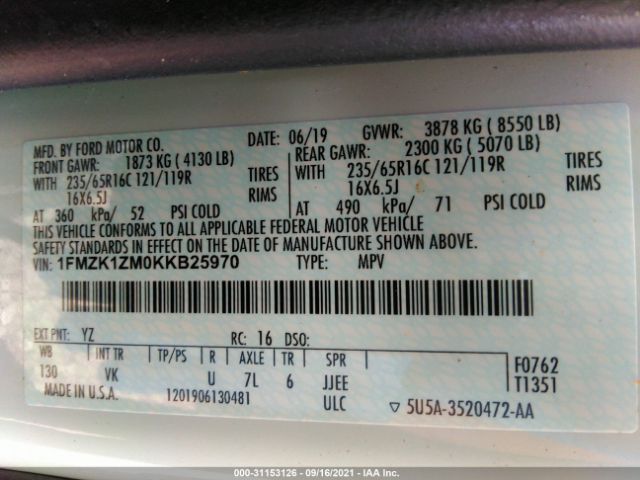 MFD. BY FORD MOTOR CO. DATE: 06/19 GVWR: 3878 KG ( 8550 LB)
FRONT GAWR: 1873 KG ( 4130 LB) REAR GAWR: 2300 KG ( 5070 LB)
WITH 235/65R16C 121/119R TIRES WITH 235/65R16C 121/119R TIRES
16X6.5J RIMS 16X6.5J RIMS
AT 360 kPa/ 52 PSI COLD AT 490 kPa/ 71 PSI COLD
THIS VEHICLE CONFORMS TO ALL APPLICABLE FEDERAL MOTOR VEHICLE
SAFETY STANDARDS IN EFFECT ON THE DATE OF MANUFACTURE SHOWN ABOVE.
VIN: 1FMZK1ZM0KKB25970 TYPE: MPV
EXT PNT: YZ RC: 16 DSO:
WB INT TR TP/PS R AXLE TR SPR F0762
130 VK U 7L 6 JJEE T1351
MADE IN U.S.A. 1201906130481 ULC ▽ 5U5A-3520472-AA
000-31153126 - 09/16/2021 - IAA Inc.